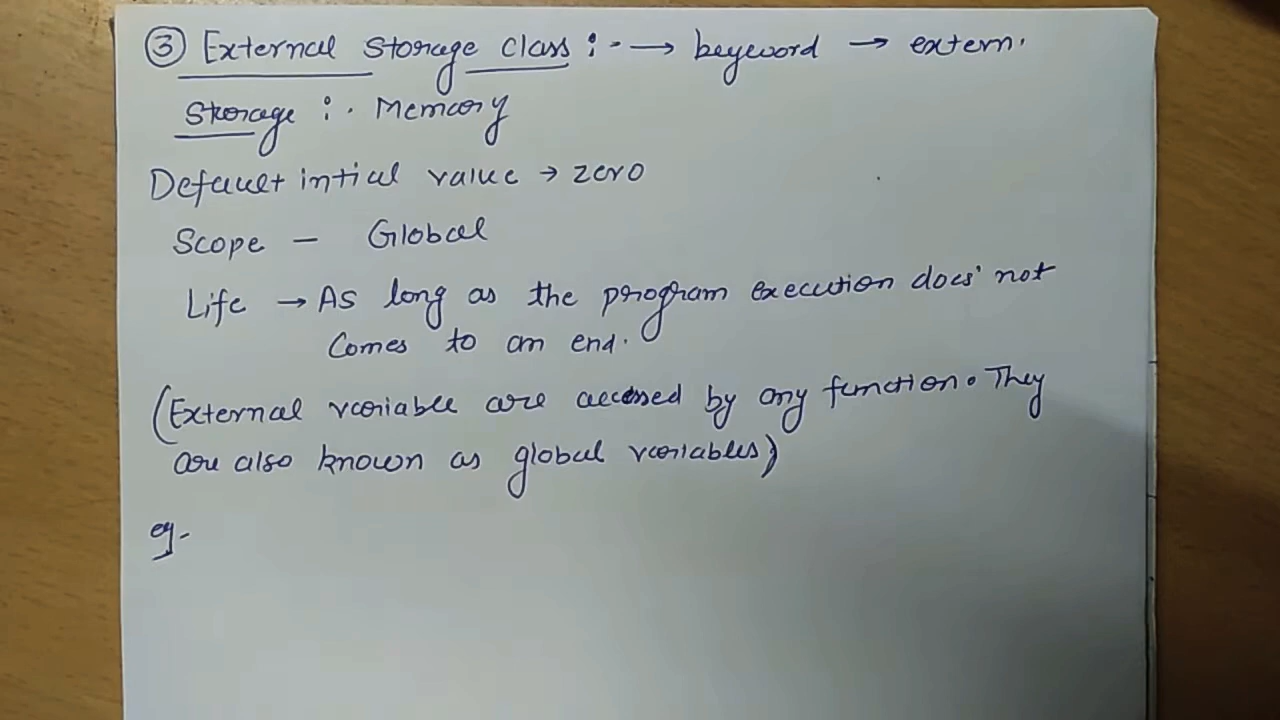 ③ External Storage Class :- → keyword → extern.
Storage :- Memory
Default intial value → zero
Scope - Global
Life → As long as the program execution does not
Comes to an end.
(External variable are accessed by any function. They
are also known as global variables)
eg-